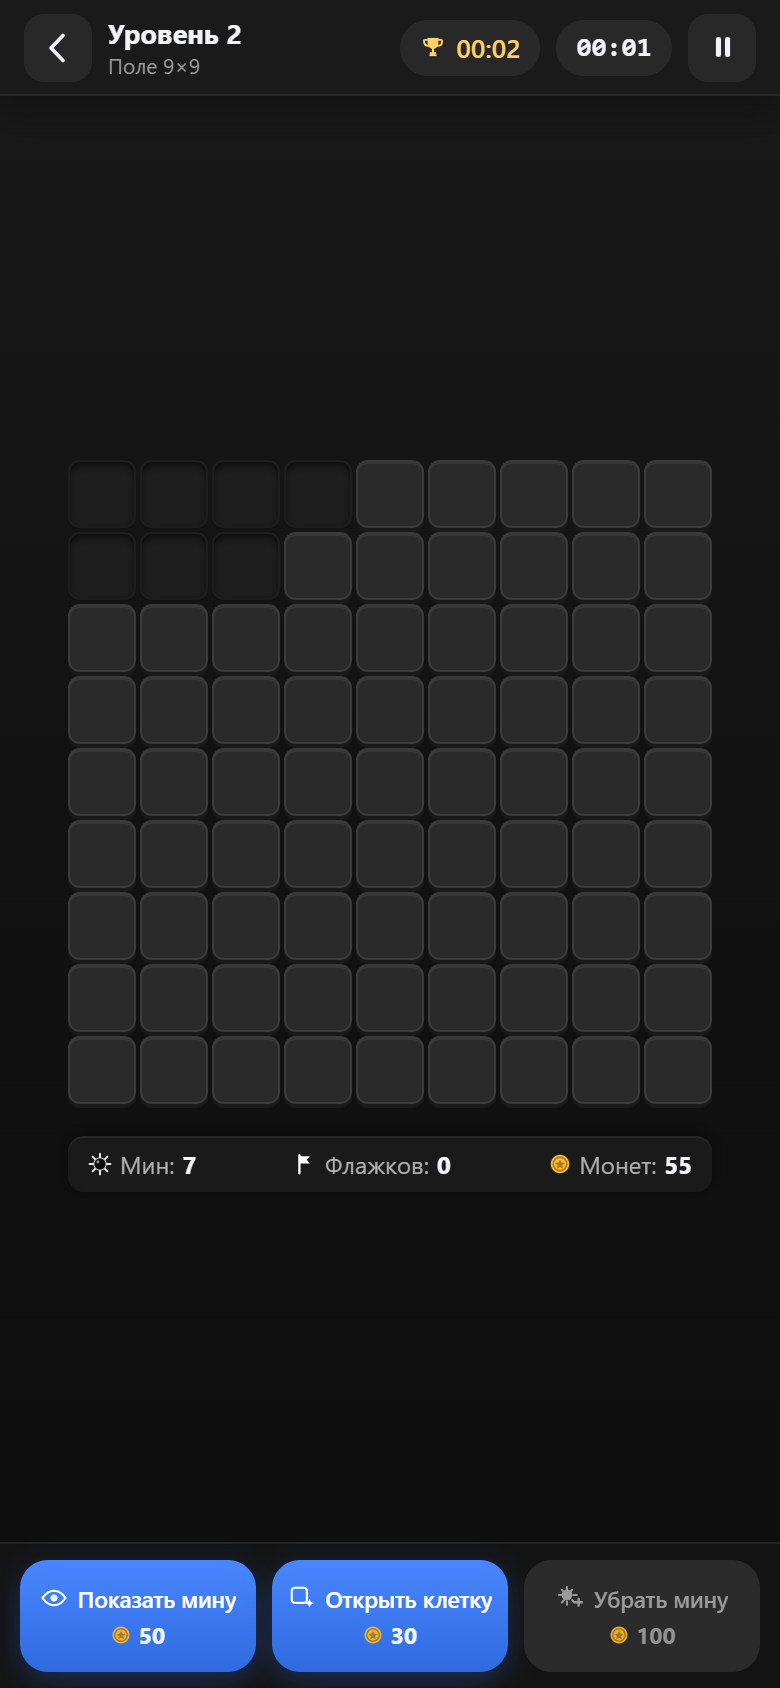 Уровень 2
Поле 9×9
00:02
00:01
Мин: 7
Флажков: 0
Монет: 55
Показать мину
50
Открыть клетку
30
Убрать мину
100